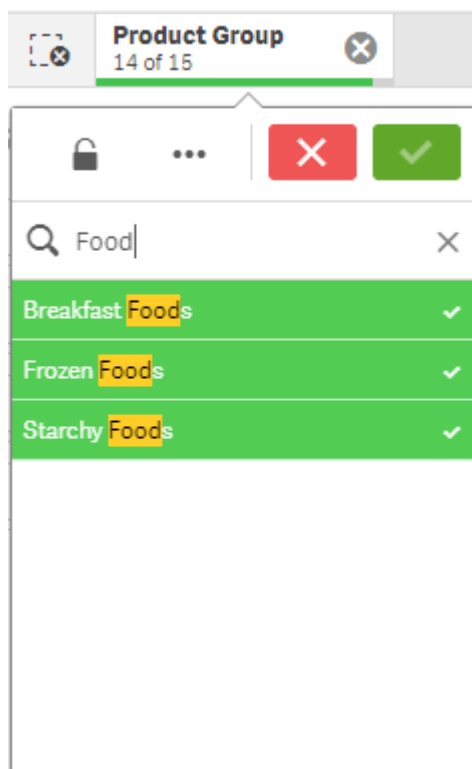 Product Group
14 of 15
Food
Breakfast Foods
Frozen Foods
Starchy Foods